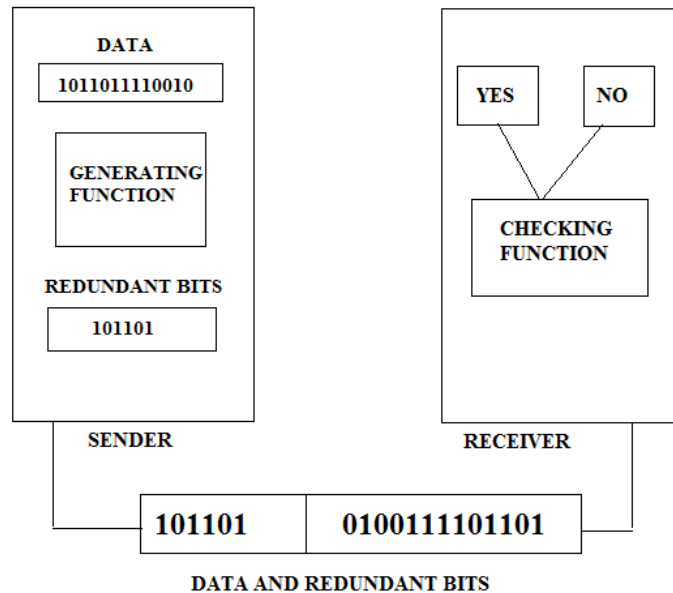 DATA
1011011110010
GENERATING
FUNCTION
REDUNDANT BITS
101101
SENDER
YES
NO
CHECKING
FUNCTION
RECEIVER
101101
0100111101101
DATA AND REDUNDANT BITS